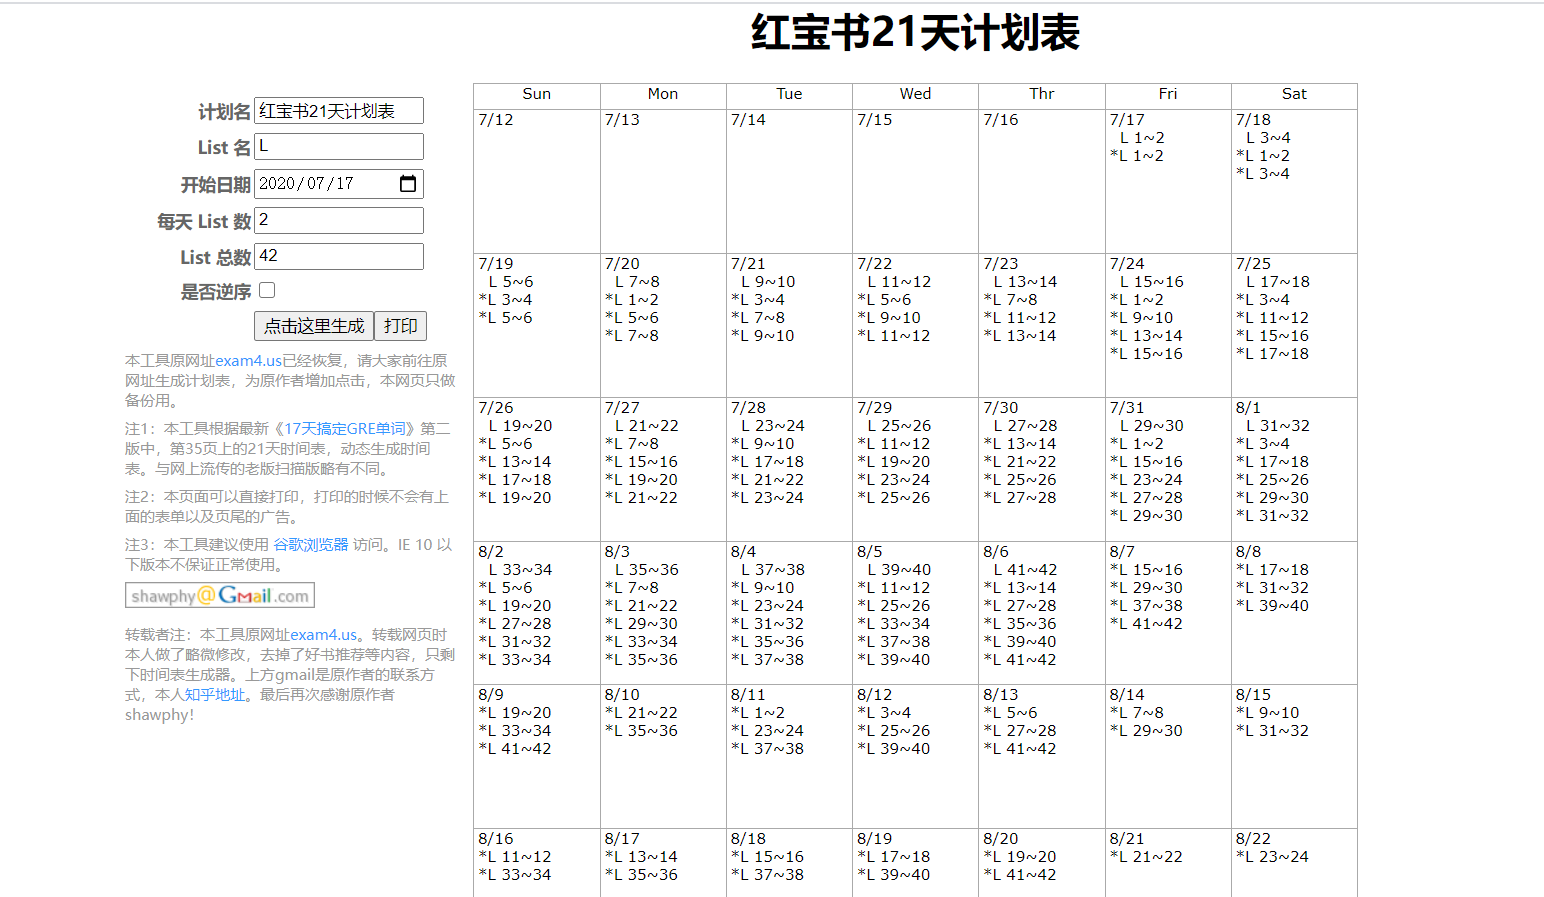 红宝书21天计划表
计划名 红宝书21天计划表
List 名 L
开始日期 2020/07/17
每天 List 数 2
List 总数 42
是否逆序
点击这里生成 打印
本工具原网址exam4.us已经恢复，请大家前往原
网址生成计划表，为原作者增加点击，本网页只做
备份用。
注1：本工具根据最新《17天搞定GRE单词》第二
版中，第35页上的21天时间表，动态生成时间
表。与网上流传的老版扫描版略有不同。
注2：本页面可以直接打印，打印的时候不会有上
面的表单以及页尾的广告。
注3：本工具建议使用 谷歌浏览器 访问。IE 10 以
下版本不保证正常使用。
shawphy@Gmail.com
转载者注：本工具原网址exam4.us。转载网页时
本人做了略微修改，去掉了好书推荐等内容，只剩
下时间表生成器。上方gmail是原作者的联系方
式，本人知乎地址。最后再次感谢原作者
shawphy！
Sun Mon Tue Wed Thr Fri Sat
7/12 7/13 7/14 7/15 7/16 7/17 7/18
L 1~2 L 3~4
*L 1~2 *L 1~2
*L 3~4
7/19 7/20 7/21 7/22 7/23 7/24 7/25
L 5~6 L 7~8 L 9~10 L 11~12 L 13~14 L 15~16 L 17~18
*L 3~4 *L 1~2 *L 3~4 *L 5~6 *L 7~8 *L 1~2 *L 3~4
*L 5~6 *L 5~6 *L 7~8 *L 9~10 *L 11~12 *L 9~10 *L 11~12
*L 7~8 *L 9~10 *L 11~12 *L 13~14 *L 13~14 *L 15~16
*L 15~16 *L 17~18
7/26 7/27 7/28 7/29 7/30 7/31 8/1
L 19~20 L 21~22 L 23~24 L 25~26 L 27~28 L 29~30 L 31~32
*L 5~6 *L 7~8 *L 9~10 *L 11~12 *L 13~14 *L 1~2 *L 3~4
*L 13~14 *L 15~16 *L 17~18 *L 19~20 *L 21~22 *L 15~16 *L 17~18
*L 17~18 *L 19~20 *L 21~22 *L 23~24 *L 25~26 *L 23~24 *L 25~26
*L 19~20 *L 21~22 *L 23~24 *L 25~26 *L 27~28 *L 27~28 *L 29~30
*L 29~30 *L 31~32
8/2 8/3 8/4 8/5 8/6 8/7 8/8
L 33~34 L 35~36 L 37~38 L 39~40 L 41~42 *L 15~16 *L 17~18
*L 5~6 *L 7~8 *L 9~10 *L 11~12 *L 13~14 *L 29~30 *L 31~32
*L 19~20 *L 21~22 *L 23~24 *L 25~26 *L 27~28 *L 37~38 *L 39~40
*L 27~28 *L 29~30 *L 31~32 *L 33~34 *L 35~36 *L 41~42
*L 31~32 *L 33~34 *L 35~36 *L 37~38 *L 39~40
*L 33~34 *L 35~36 *L 37~38 *L 39~40 *L 41~42
8/9 8/10 8/11 8/12 8/13 8/14 8/15
*L 19~20 *L 21~22 *L 1~2 *L 3~4 *L 5~6 *L 7~8 *L 9~10
*L 33~34 *L 35~36 *L 23~24 *L 25~26 *L 27~28 *L 29~30 *L 31~32
*L 41~42 *L 37~38 *L 39~40 *L 41~42
8/16 8/17 8/18 8/19 8/20 8/21 8/22
*L 11~12 *L 13~14 *L 15~16 *L 17~18 *L 19~20 *L 21~22 *L 23~24
*L 33~34 *L 35~36 *L 37~38 *L 39~40 *L 41~42